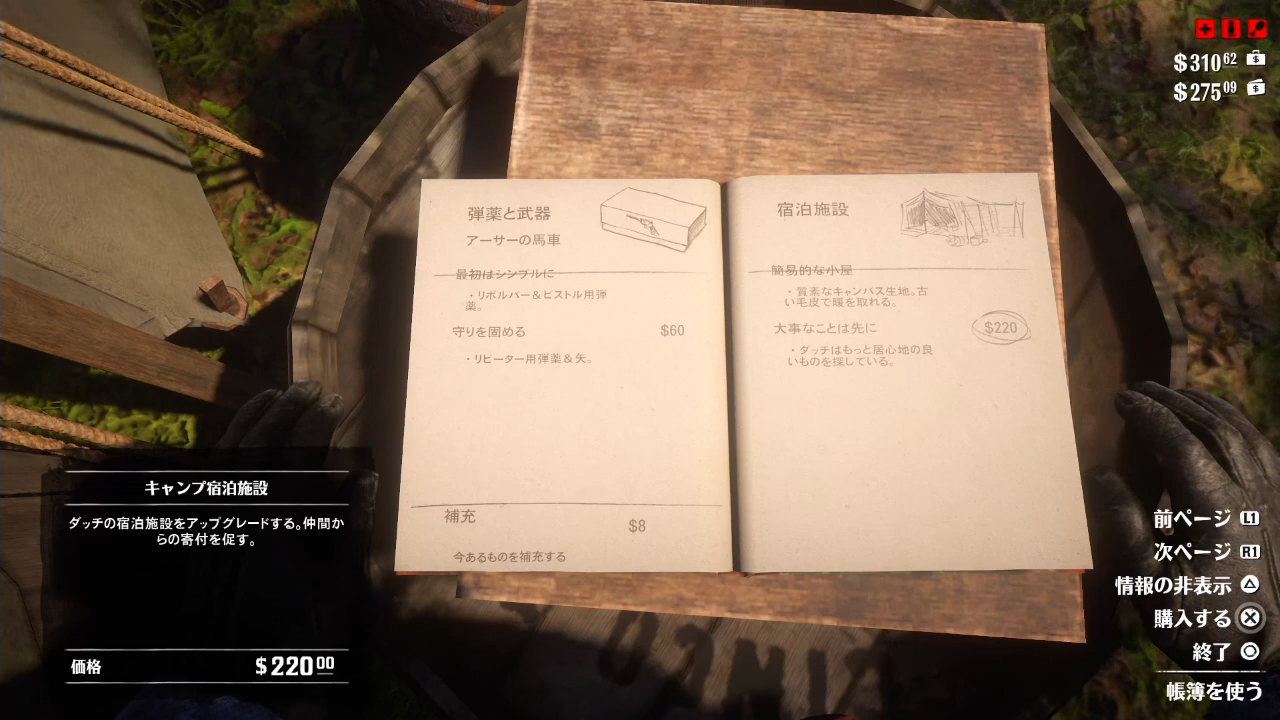 $310 62
$275 09
弾薬と武器
アーサーの馬車
最初はシンプルに
・リボルバー＆ピストル用弾
薬。
守りを固める $60
・リピーター用弾薬＆矢。
補充 $8
今あるものを補充する
宿泊施設
簡易的な小屋
・質素なキャンバス生地。古
い毛皮で暖を取れる。
大事なことは先に $220
・ダッチはもっと居心地の良
いものを探している。
キャンプ宿泊施設
ダッチの宿泊施設をアップグレードする。仲間か
らの寄付を促す。
価格 $220 00
前ページ L1
次ページ R1
情報の非表示
購入する
終了
帳簿を使う